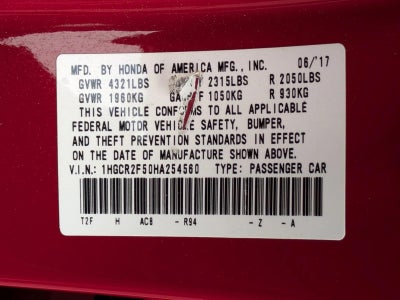 MFD. BY HONDA OF AMERICA MFG., INC. 06/17
GVWR 4321LBS 2315LBS R 2050LBS
GVWR 1960KG F 1050KG R 930KG
THIS VEHICLE CONFORMS TO ALL APPLICABLE
FEDERAL MOTOR VEHICLE SAFETY, BUMPER,
AND THEFT PREVENTION STANDARDS IN EFFECT
ON THE DATE OF MANUFACTURE SHOWN ABOVE.
V.I.N.: 1HGCR2F50HA254560 TYPE: PASSENGER CAR
T2F H AC8 - R94 - Z - A